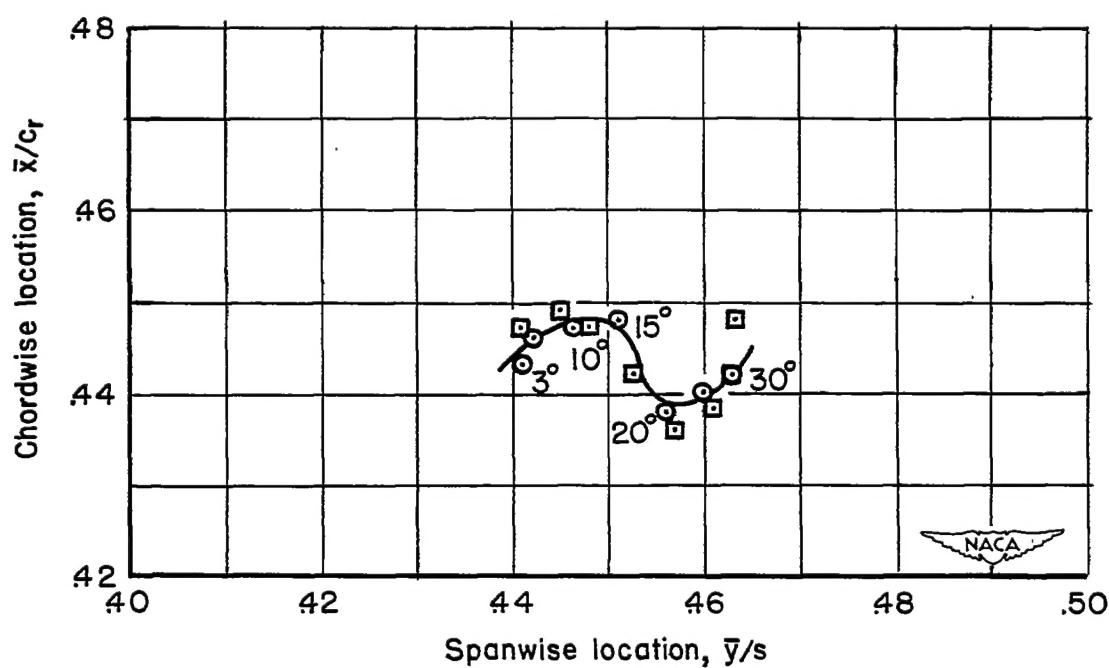 .48
.46
.44
.42
Chordwise location, x̄/cᵣ
3°
10°
15°
20°
30°
NACA
.40 .42 .44 .46 .48 .50
Spanwise location, ȳ/s